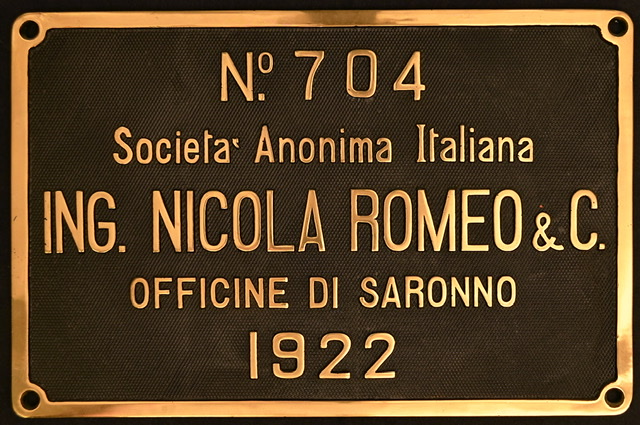 Nº. 704
Societa' Anonima Italiana
ING. NICOLA ROMEO & C.
OFFICINE DI SARONNO
1922